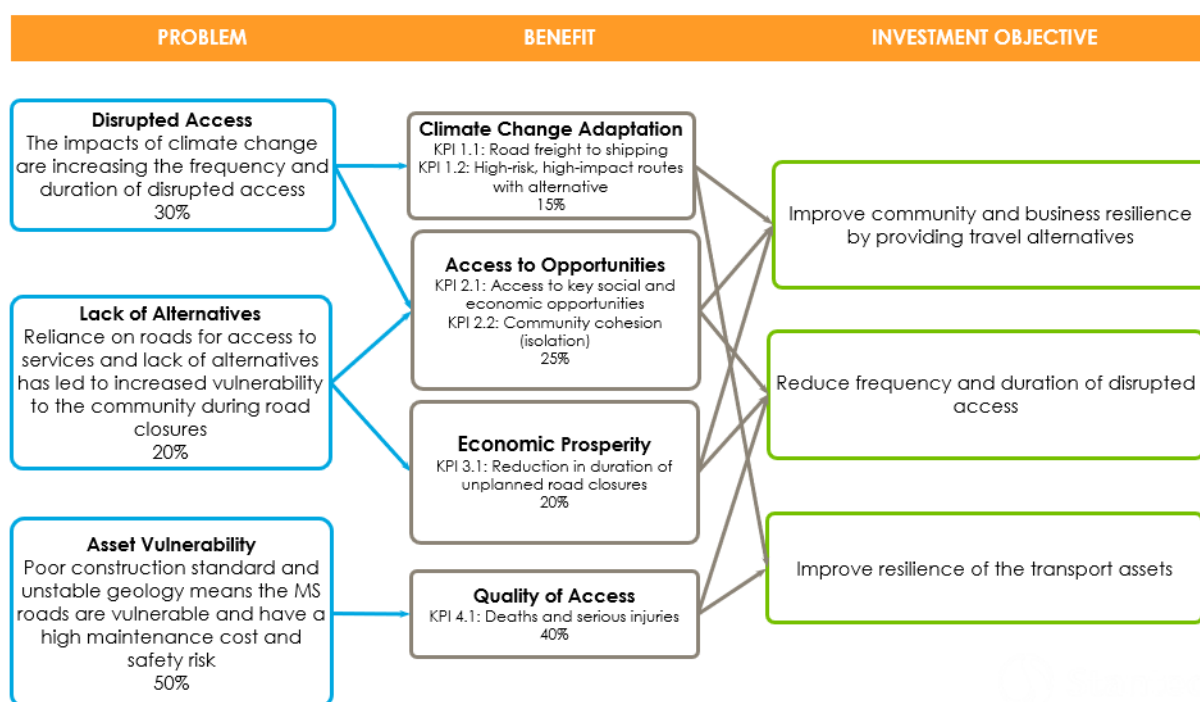 PROBLEM
BENEFIT
INVESTMENT OBJECTIVE
Disrupted Access
The impacts of climate change
are increasing the frequency and
duration of disrupted access
30%
Lack of Alternatives
Reliance on roads for access to
services and lack of alternatives
has led to increased vulnerability
to the community during road
closures
20%
Asset Vulnerability
Poor construction standard and
unstable geology means the MS
roads are vulnerable and have a
high maintenance cost and
safety risk
50%
Climate Change Adaptation
KPI 1.1: Road freight to shipping
KPI 1.2: High-risk, high-impact routes
with alternative
15%
Access to Opportunities
KPI 2.1: Access to key social and
economic opportunities
KPI 2.2: Community cohesion
(isolation)
25%
Economic Prosperity
KPI 3.1: Reduction in duration of
unplanned road closures
20%
Quality of Access
KPI 4.1: Deaths and serious injuries
40%
Improve community and business resilience
by providing travel alternatives
Reduce frequency and duration of disrupted
access
Improve resilience of the transport assets